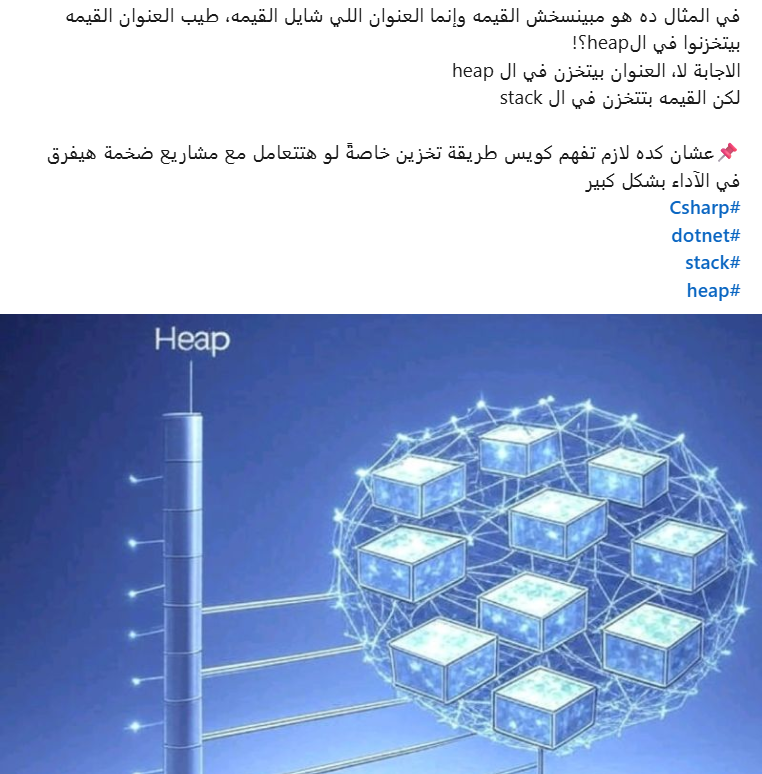 في المثال ده هو مبينسخش القيمه وإنما العنوان اللي شايل القيمه، طيب العنوان القيمه
بيتخزنوا في الheap؟!
الاجابة لا، العنوان بيتخزن في ال heap
لكن القيمه بتتخزن في ال stack
📌عشان كده لازم تفهم كويس طريقة تخزين خاصةً لو هتتعامل مع مشاريع ضخمة هيفرق
في الآداء بشكل كبير
#Csharp
#dotnet
#stack
#heap
Heap